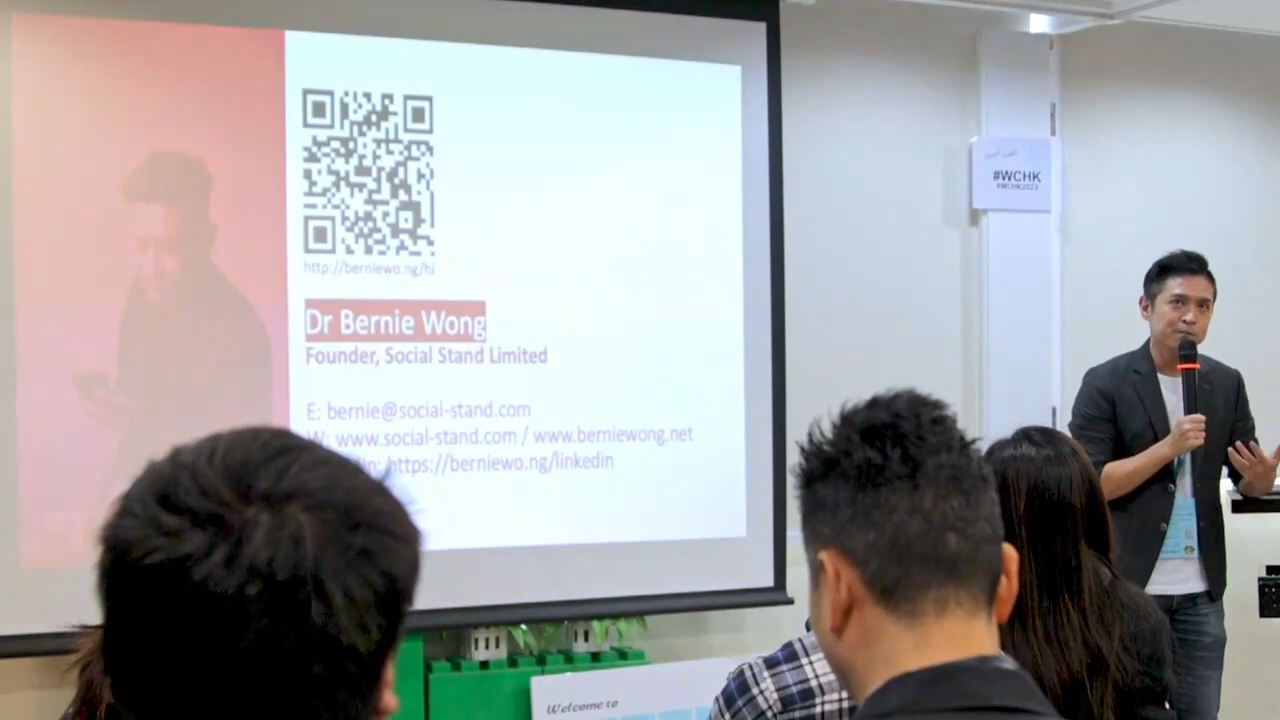 http://berniewo.ng/hi
Dr Bernie Wong
Founder, Social Stand Limited
E: bernie@social-stand.com
W: www.social-stand.com / www.berniewong.net
in: https://berniewo.ng/linkedin
#WCHK
#WCHK2023
Welcome to